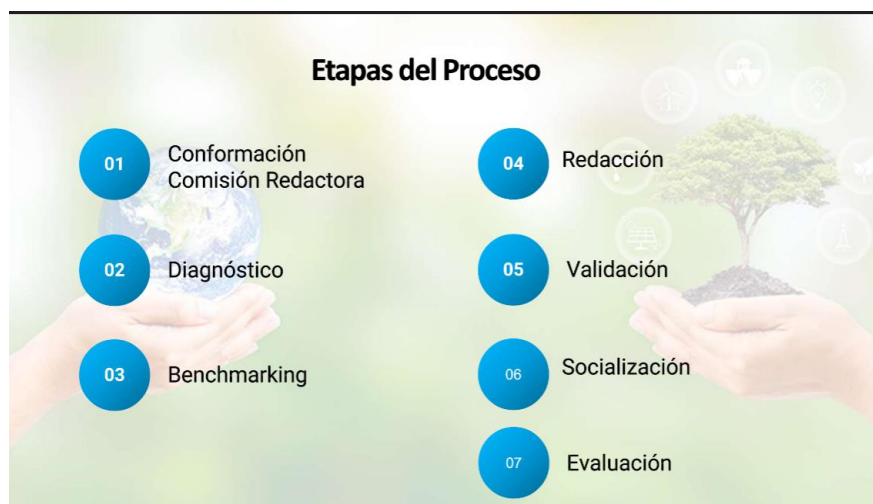 Etapas del Proceso
01
Conformación
Comisión Redactora
02
Diagnóstico
03
Benchmarking
04
Redacción
05
Validación
06
Socialización
07
Evaluación